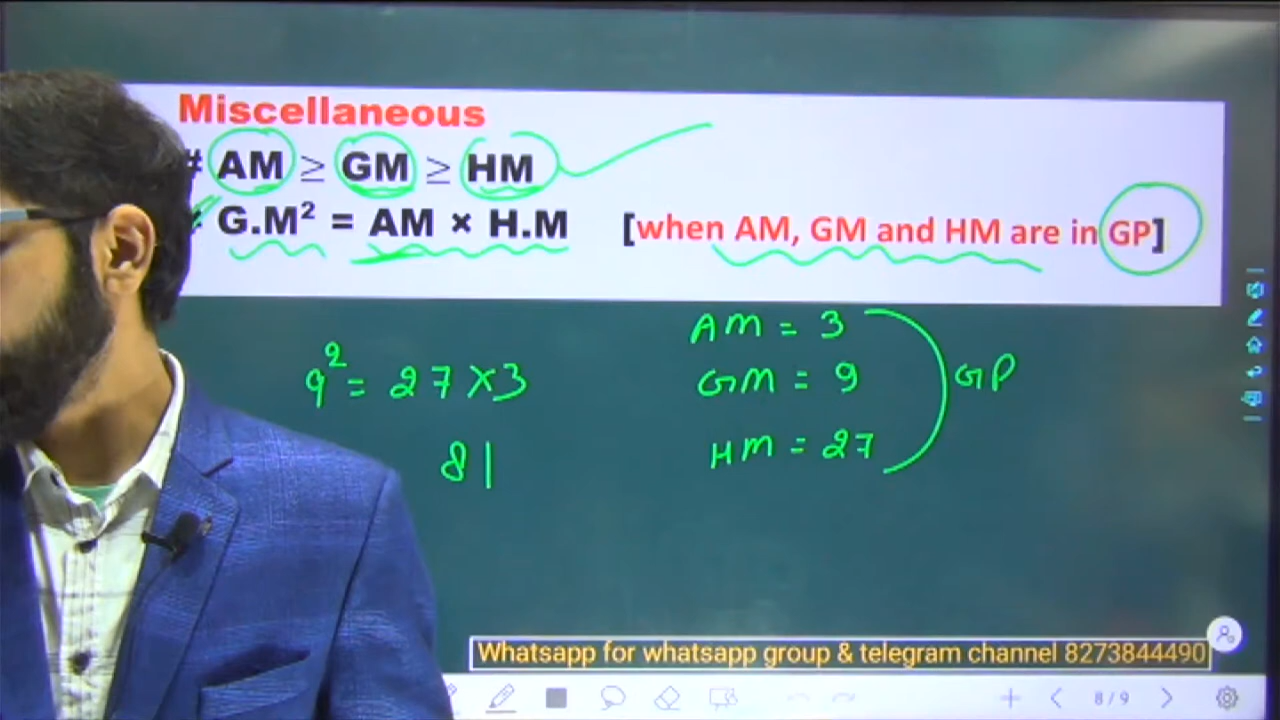 Miscellaneous
# AM ≥ GM ≥ HM
G.M² = AM × H.M [when AM, GM and HM are in GP]
9² = 27 × 3
81
AM = 3
GM = 9
HM = 27
GP
Whatsapp for whatsapp group & telegram channel 8273844490
8 / 9